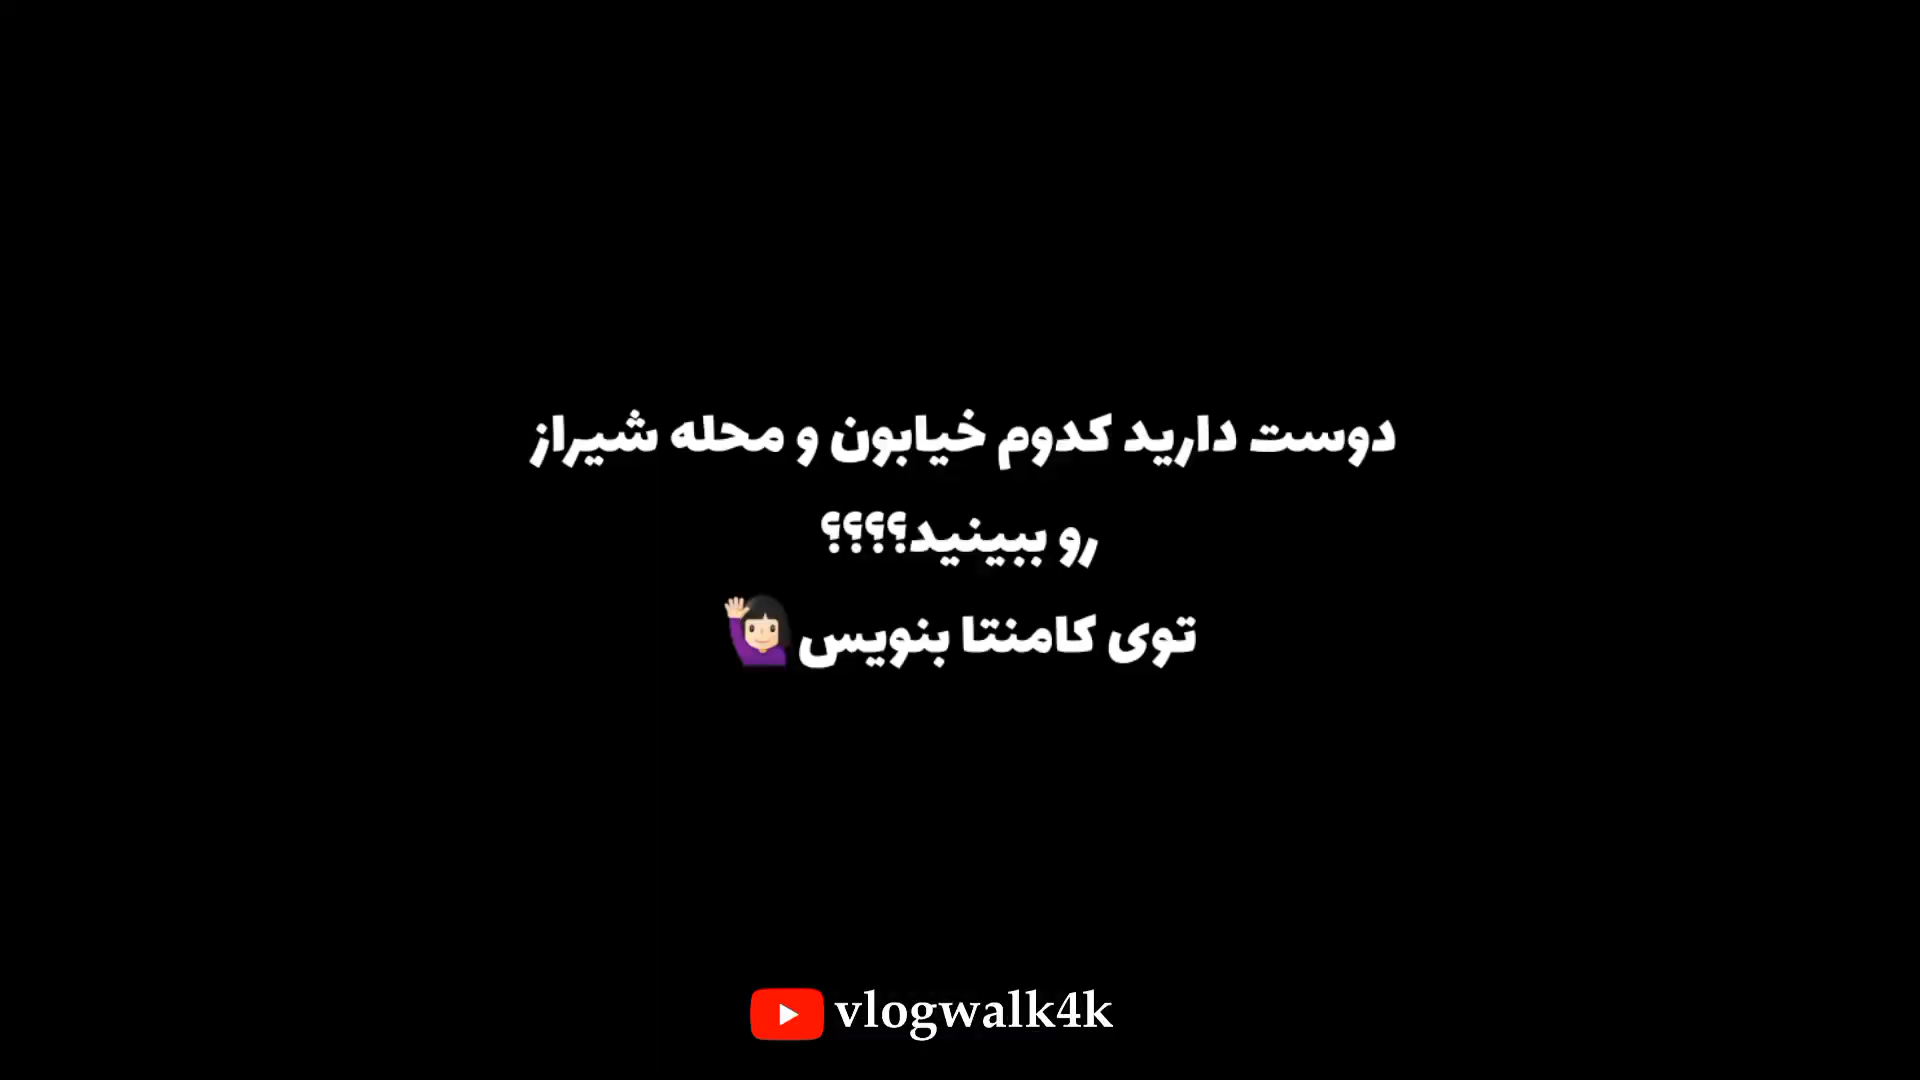 دوست دارید کدوم خیابون و محله شیراز
رو ببینید؟؟؟؟
توی کامنتا بنویس🙋🏻‍♀️
vlogwalk4k